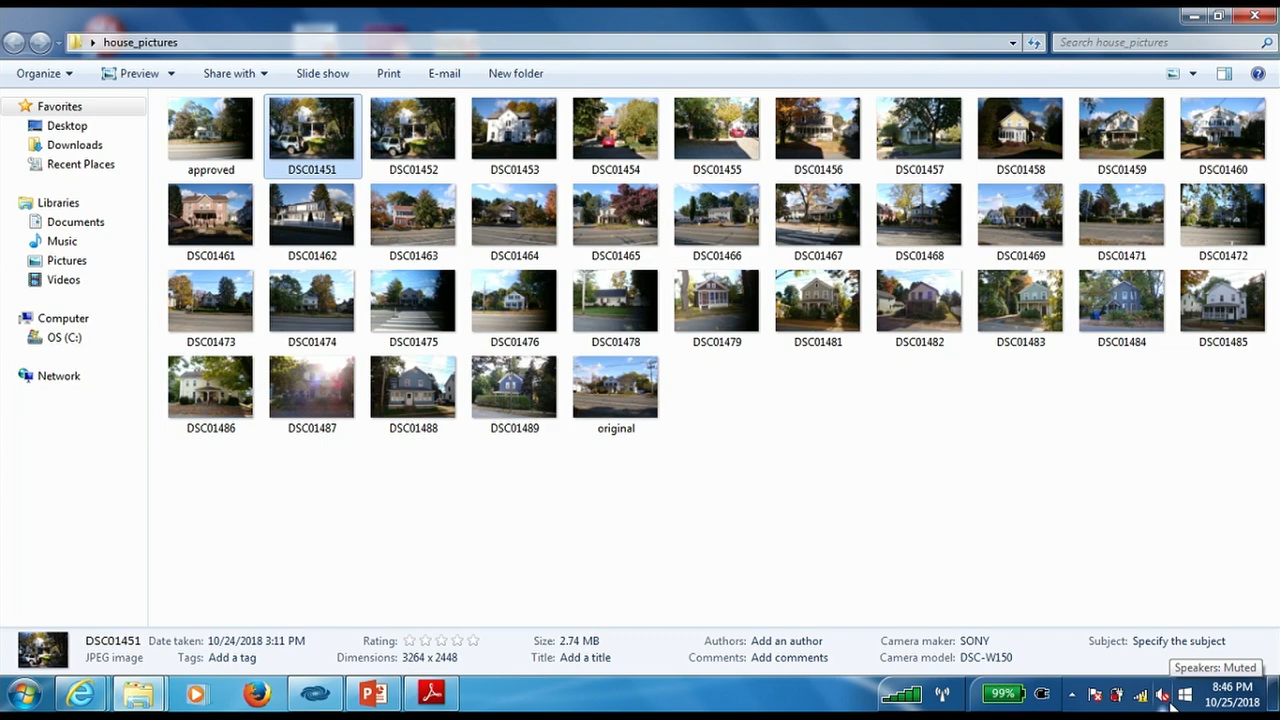 house_pictures
Search house_pictures
Organize
Preview
Share with
Slide show
Print
E-mail
New folder
Favorites
Desktop
Downloads
Recent Places
Libraries
Documents
Music
Pictures
Videos
Computer
OS (C:)
Network
approved DSC01451 DSC01452 DSC01453 DSC01454 DSC01455 DSC01456 DSC01457 DSC01458 DSC01459 DSC01460
DSC01461 DSC01462 DSC01463 DSC01464 DSC01465 DSC01466 DSC01467 DSC01468 DSC01469 DSC01471 DSC01472
DSC01473 DSC01474 DSC01475 DSC01476 DSC01478 DSC01479 DSC01481 DSC01482 DSC01483 DSC01484 DSC01485
DSC01486 DSC01487 DSC01488 DSC01489 original
DSC01451 Date taken: 10/24/2018 3:11 PM Rating: Size: 2.74 MB Authors: Add an author Camera maker: SONY Subject: Specify the subject
JPEG image Tags: Add a tag Dimensions: 3264 x 2448 Title: Add a title Comments: Add comments Camera model: DSC-W150
Speakers: Muted
99%
8:46 PM
10/25/2018